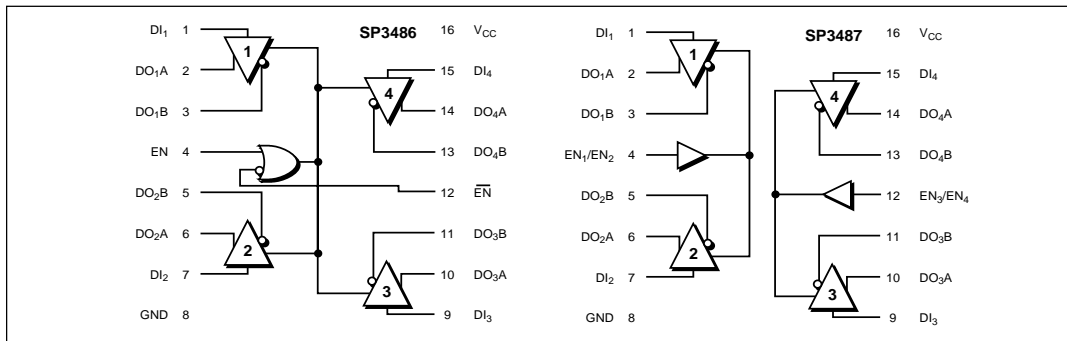 SP3486
DI1 1
DO1A 2
DO1B 3
EN 4
DO2B 5
DO2A 6
DI2 7
GND 8
16 VCC
15 DI4
14 DO4A
13 DO4B
12 E̅N̅
11 DO3B
10 DO3A
9 DI3
1
2
3
4
SP3487
DI1 1
DO1A 2
DO1B 3
EN1/EN2 4
DO2B 5
DO2A 6
DI2 7
GND 8
16 VCC
15 DI4
14 DO4A
13 DO4B
12 EN3/EN4
11 DO3B
10 DO3A
9 DI3
1
2
3
4